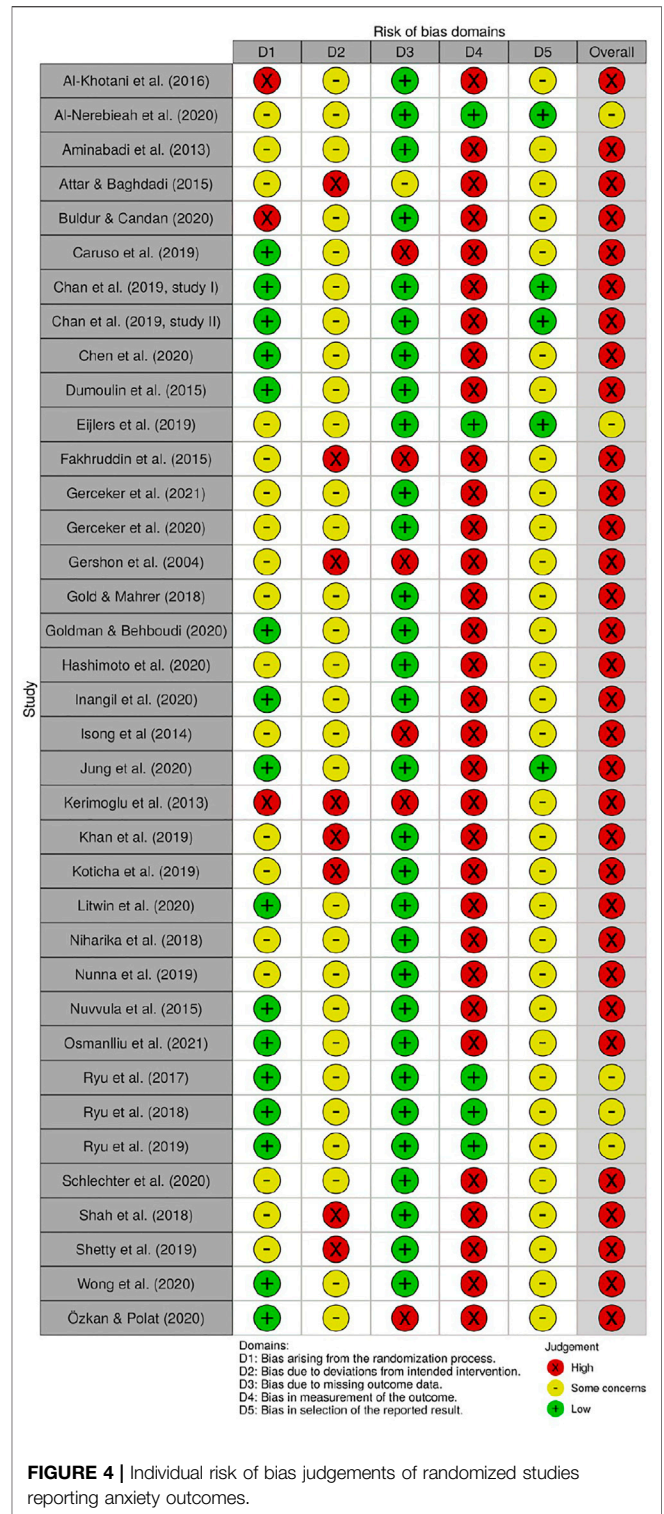 Risk of bias domains
D1 D2 D3 D4 D5 Overall
Study
Al-Khotani et al. (2016) X - + X - X
Al-Nerebieah et al. (2020) - - + + + -
Aminabadi et al. (2013) - - + X - X
Attar & Baghdadi (2015) - X - X - X
Buldur & Candan (2020) X - + X - X
Caruso et al. (2019) + - X X - X
Chan et al. (2019, study I) + - + X + X
Chan et al. (2019, study II) + - + X + X
Chen et al. (2020) + - + X - X
Dumoulin et al. (2015) + - + X - X
Eijlers et al. (2019) - - + + + -
Fakhruddin et al. (2015) - X X X - X
Gerceker et al. (2021) - - + X - X
Gerceker et al. (2020) - - + X - X
Gershon et al. (2004) - X X X - X
Gold & Mahrer (2018) - - + X - X
Goldman & Behboudi (2020) + - + X - X
Hashimoto et al. (2020) - - + X - X
Inangil et al. (2020) + - + X - X
Isong et al (2014) - - X X - X
Jung et al. (2020) + - + X + X
Kerimoglu et al. (2013) X X X X - X
Khan et al. (2019) - X + X - X
Koticha et al. (2019) - X + X - X
Litwin et al. (2020) + - + X - X
Niharika et al. (2018) - - + X - X
Nunna et al. (2019) - - + X - X
Nuvvula et al. (2015) + - + X - X
Osmanlliu et al. (2021) + - + X - X
Ryu et al. (2017) + - + + - -
Ryu et al. (2018) + - + + - -
Ryu et al. (2019) + - + + - -
Schlechter et al. (2020) - - + X - X
Shah et al. (2018) - X + X - X
Shetty et al. (2019) - X + X - X
Wong et al. (2020) + - + X - X
Özkan & Polat (2020) + - X X - X
Domains:
D1: Bias arising from the randomization process.
D2: Bias due to deviations from intended intervention.
D3: Bias due to missing outcome data.
D4: Bias in measurement of the outcome.
D5: Bias in selection of the reported result.
Judgement
X High
- Some concerns
+ Low
FIGURE 4 | Individual risk of bias judgements of randomized studies
reporting anxiety outcomes.